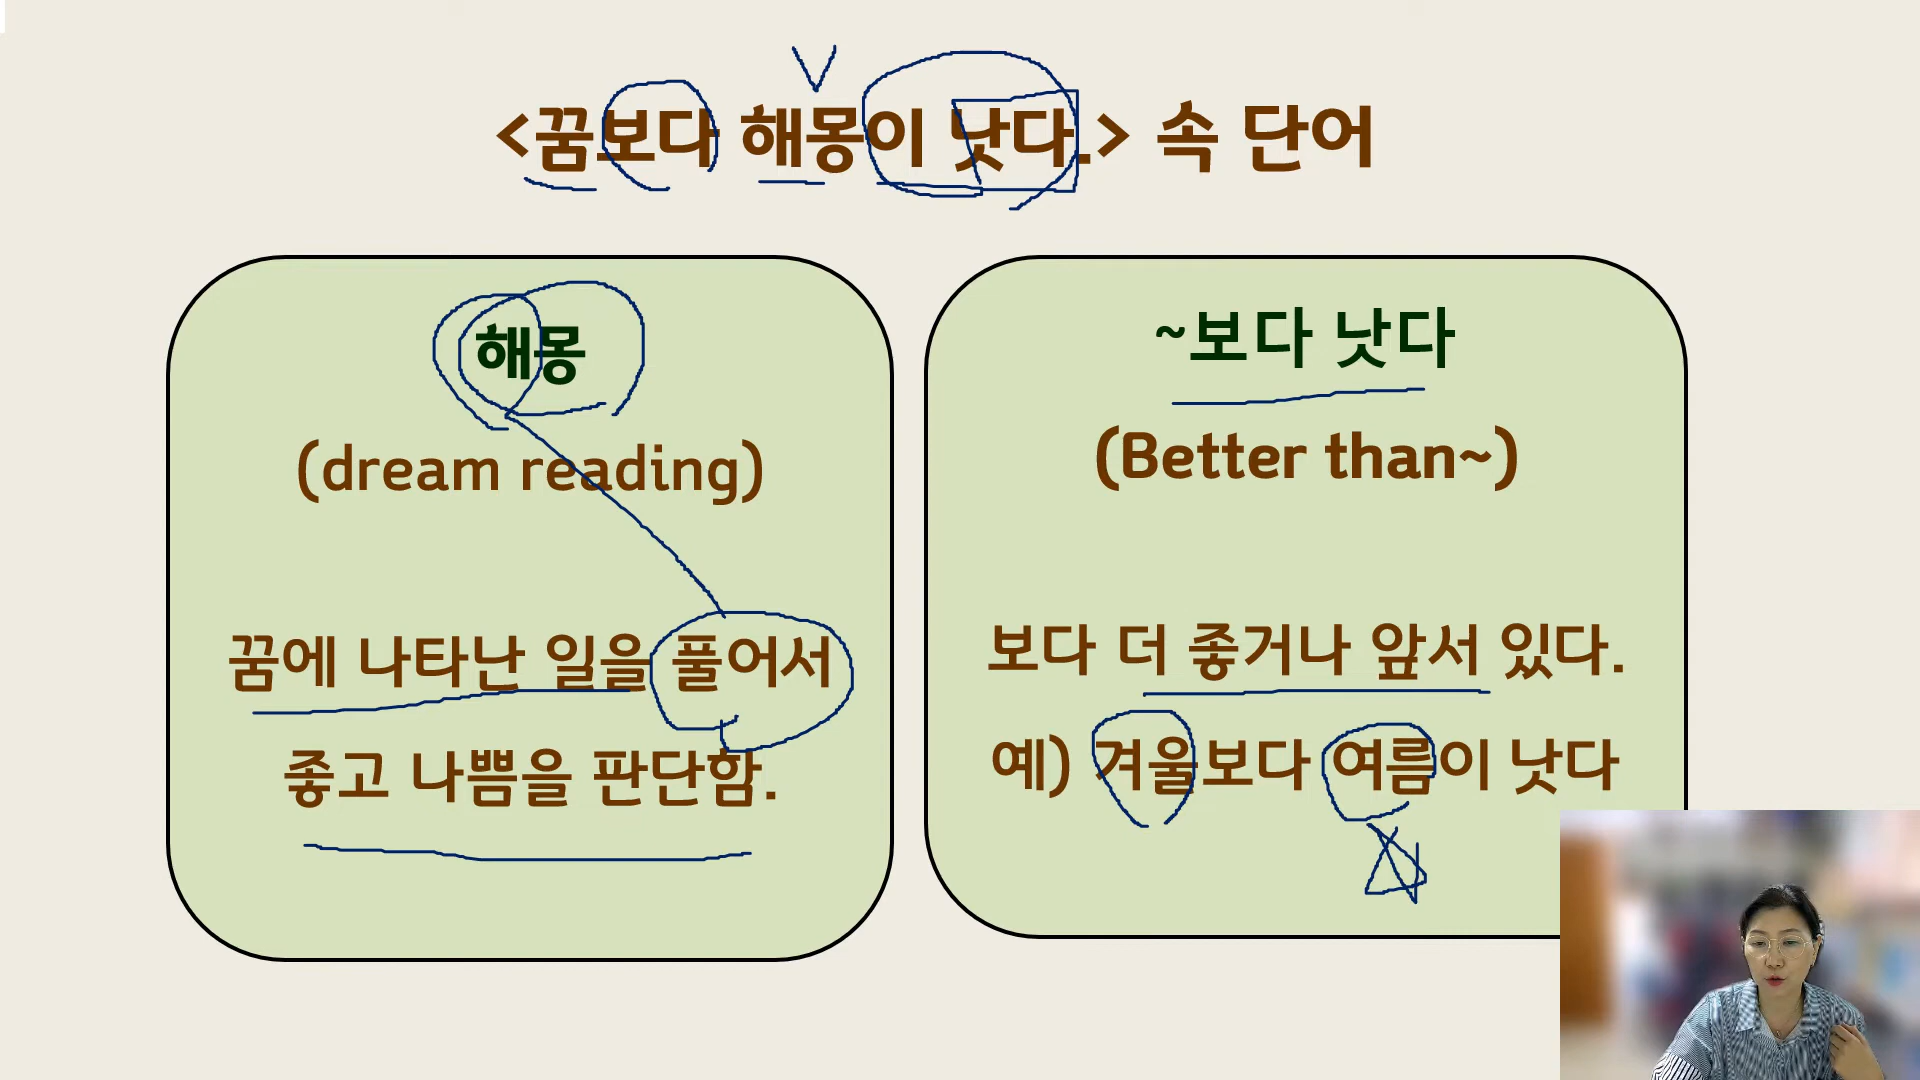 <꿈보다 해몽이 낫다.> 속 단어
해몽
(dream reading)
꿈에 나타난 일을 풀어서
좋고 나쁨을 판단함.
~보다 낫다
(Better than~)
보다 더 좋거나 앞서 있다.
예) 겨울보다 여름이 낫다